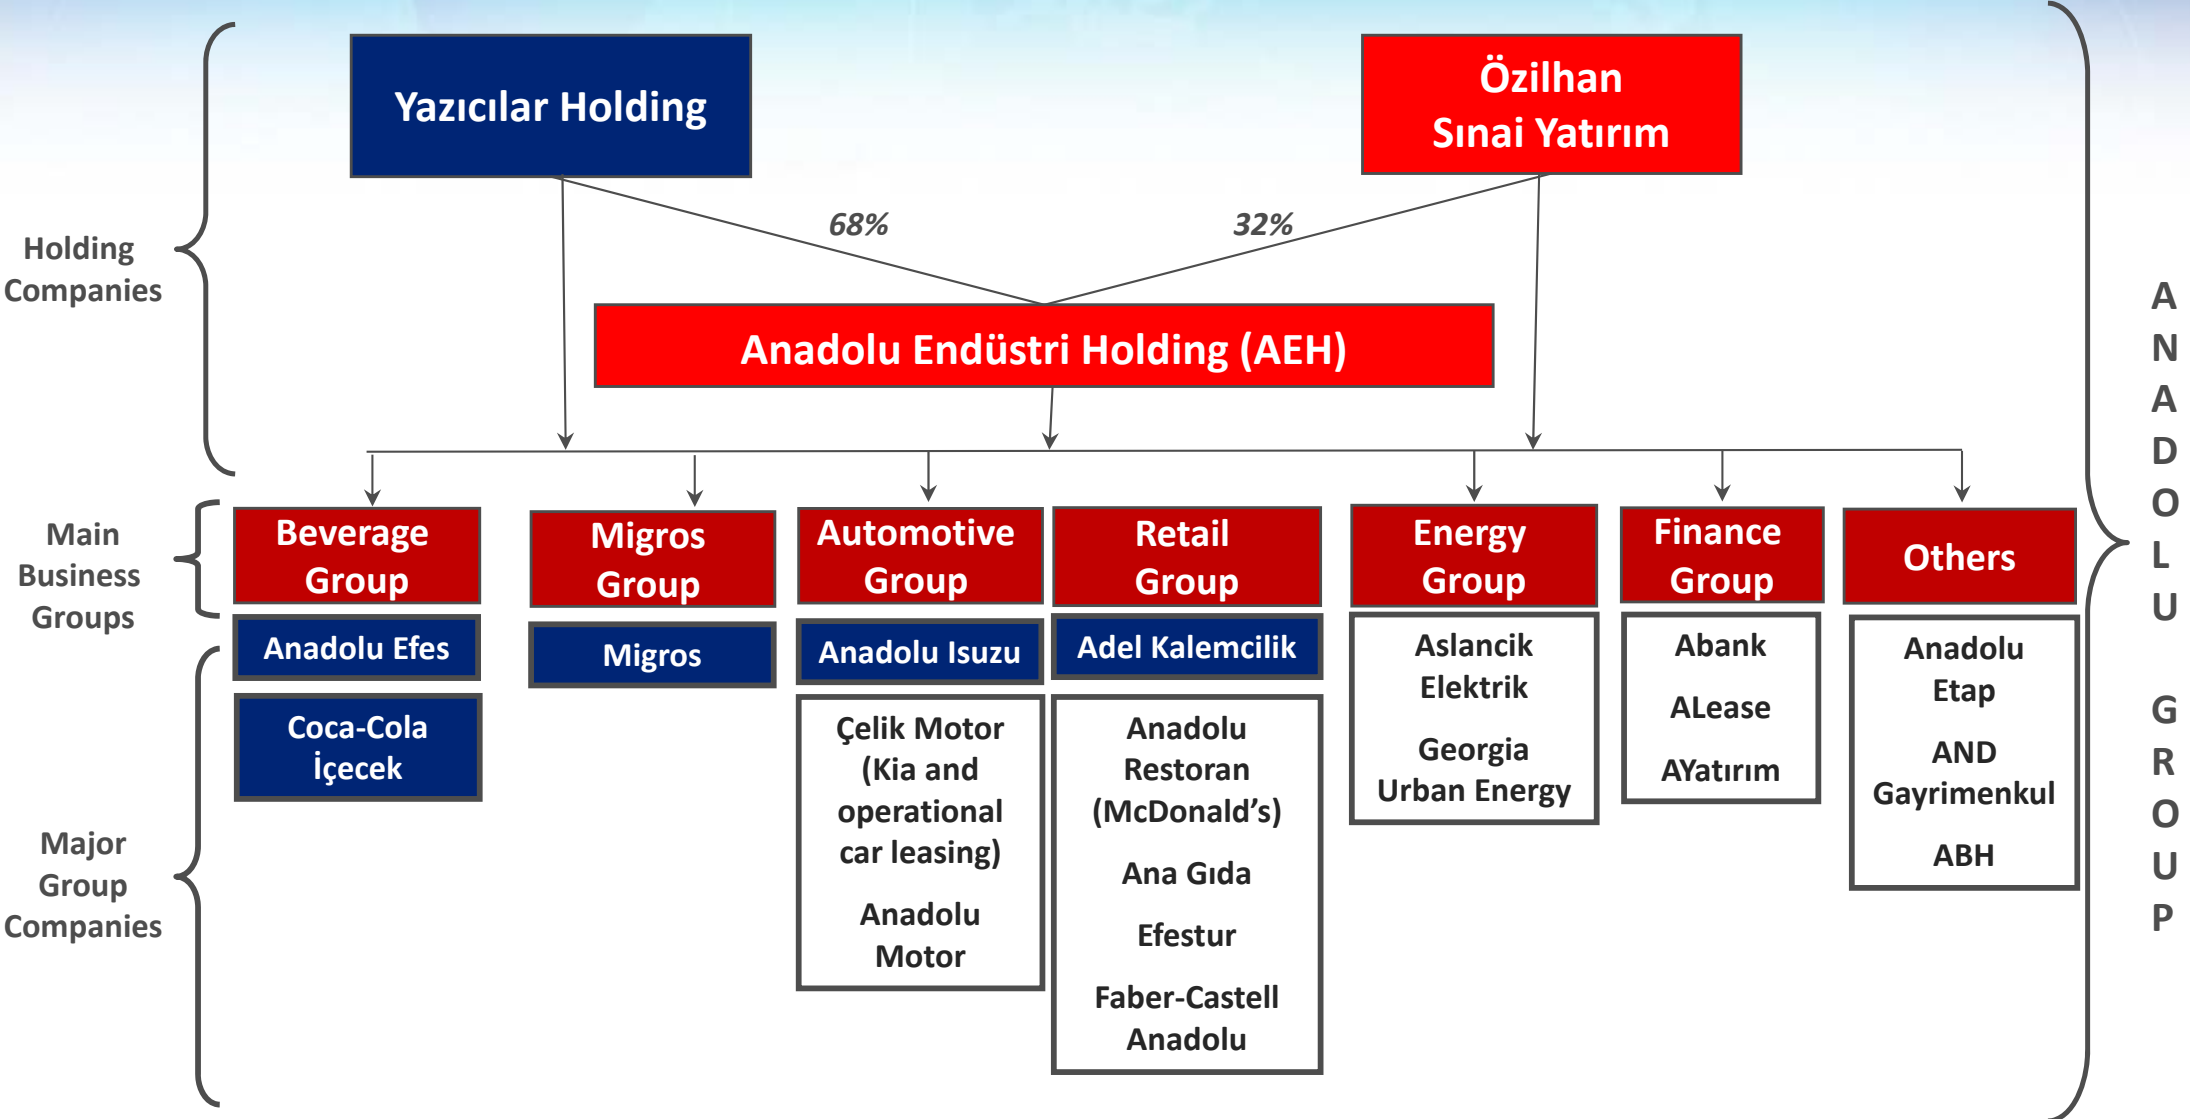 Yazıcılar Holding
Özilhan
Sınai Yatırım
68%
32%
Holding
Companies
Anadolu Endüstri Holding (AEH)
Main
Business
Groups
Beverage
Group
Migros
Group
Automotive
Group
Retail
Group
Energy
Group
Finance
Group
Others
Major
Group
Companies
Anadolu Efes
Coca-Cola
İçecek
Migros
Anadolu Isuzu
Çelik Motor
(Kia and
operational
car leasing)
Anadolu
Motor
Adel Kalemcilik
Anadolu
Restoran
(McDonald’s)
Ana Gıda
Efestur
Faber-Castell
Anadolu
Aslancik
Elektrik
Georgia
Urban Energy
Abank
ALease
AYatırım
Anadolu
Etap
AND
Gayrimenkul
ABH
A
N
A
D
O
L
U
G
R
O
U
P